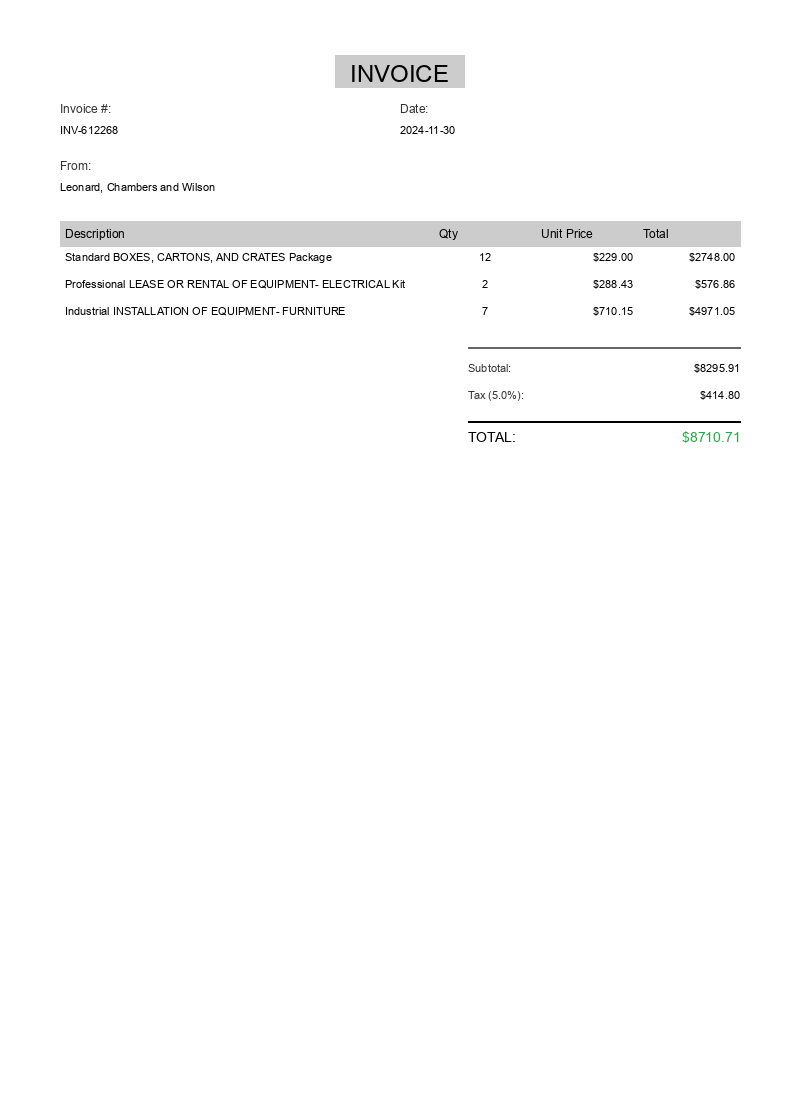 INVOICE
Invoice #: Date:
INV-612268 2024-11-30
From:
Leonard, Chambers and Wilson
Description Qty Unit Price Total
Standard BOXES, CARTONS, AND CRATES Package 12 $229.00 $2748.00
Professional LEASE OR RENTAL OF EQUIPMENT- ELECTRICAL Kit 2 $288.43 $576.86
Industrial INSTALLATION OF EQUIPMENT- FURNITURE 7 $710.15 $4971.05
Subtotal: $8295.91
Tax (5.0%): $414.80
TOTAL: $8710.71